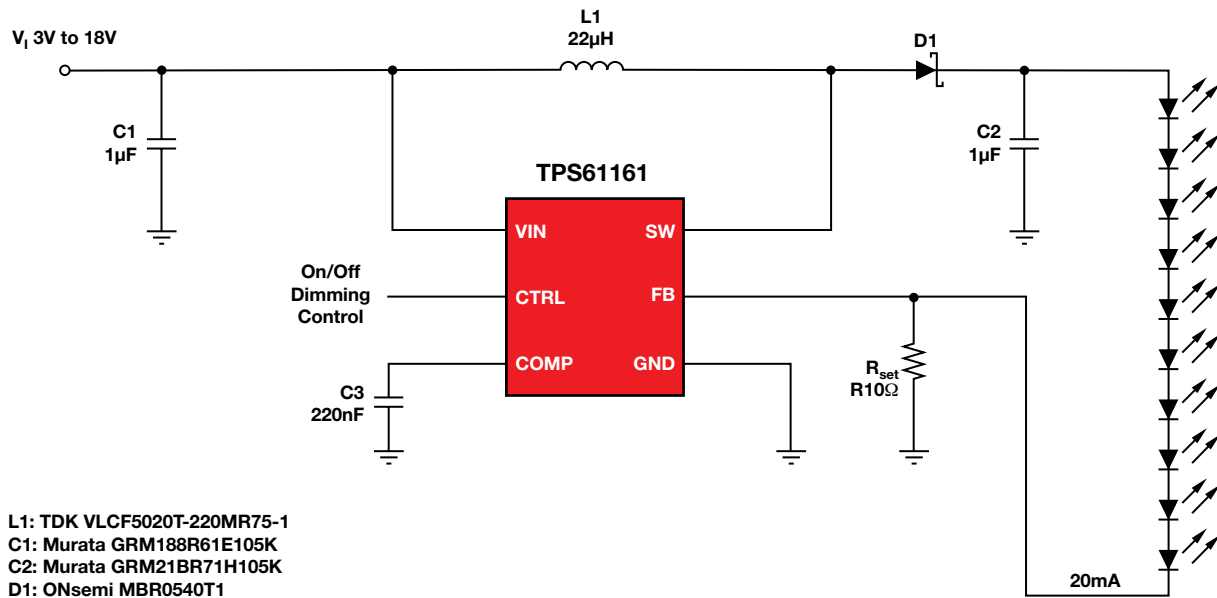 V_I 3V to 18V
L1
22µH
D1
C1
1µF
C2
1µF
TPS61161
VIN
SW
On/Off
Dimming
Control
CTRL
FB
COMP
GND
C3
220nF
R_set
R10Ω
L1: TDK VLCF5020T-220MR75-1
C1: Murata GRM188R61E105K
C2: Murata GRM21BR71H105K
D1: ONsemi MBR0540T1
20mA